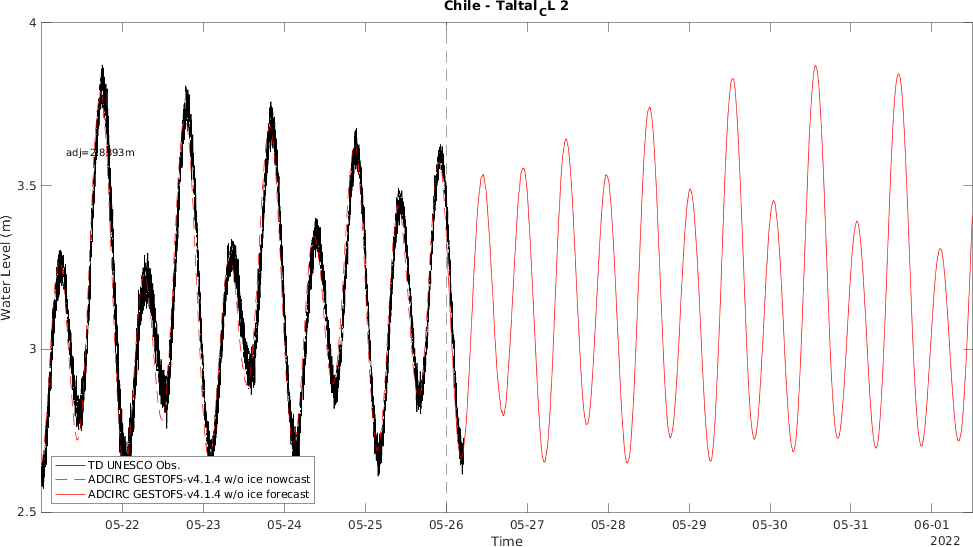 Chile - Taltal_CL 2
4
3.5
3
2.5
Water Level (m)
adj=2.8393m
TD UNESCO Obs.
ADCIRC GESTOFS-v4.1.4 w/o ice nowcast
ADCIRC GESTOFS-v4.1.4 w/o ice forecast
05-22
05-23
05-24
05-25
05-26
05-27
05-28
05-29
05-30
05-31
06-01
Time
2022